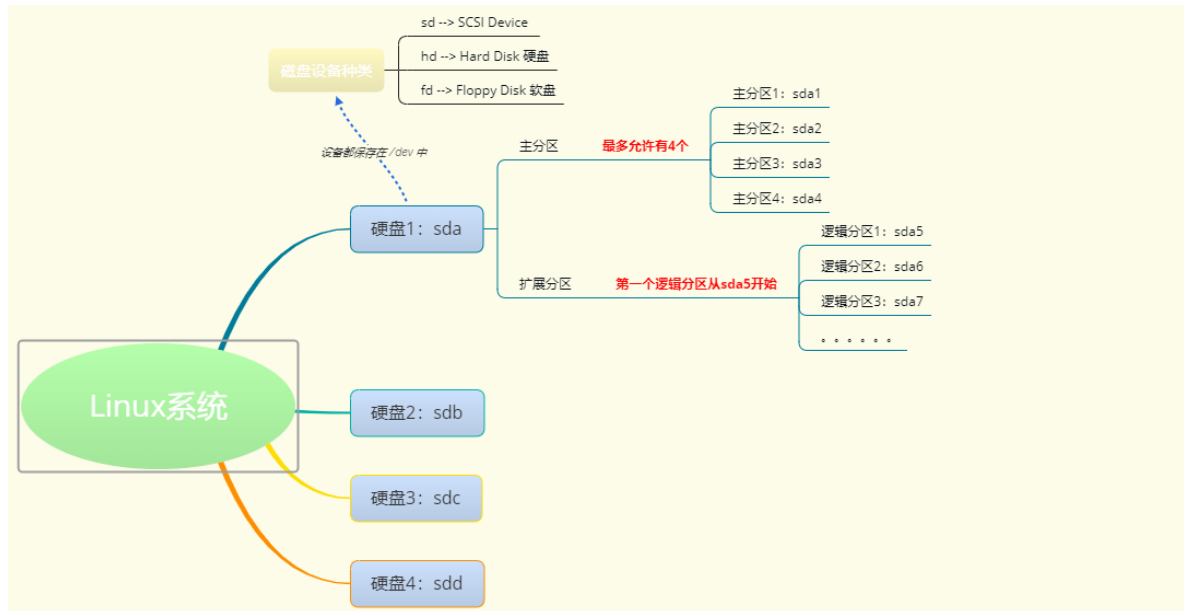 sd --> SCSI Device
磁盘设备种类
hd --> Hard Disk 硬盘
fd --> Floppy Disk 软盘
设备都保存在 /dev 中
主分区
最多允许有4个
主分区1：sda1
主分区2：sda2
主分区3：sda3
主分区4：sda4
硬盘1：sda
扩展分区
第一个逻辑分区从sda5开始
逻辑分区1：sda5
逻辑分区2：sda6
逻辑分区3：sda7
。。。。。。
Linux系统
硬盘2：sdb
硬盘3：sdc
硬盘4：sdd